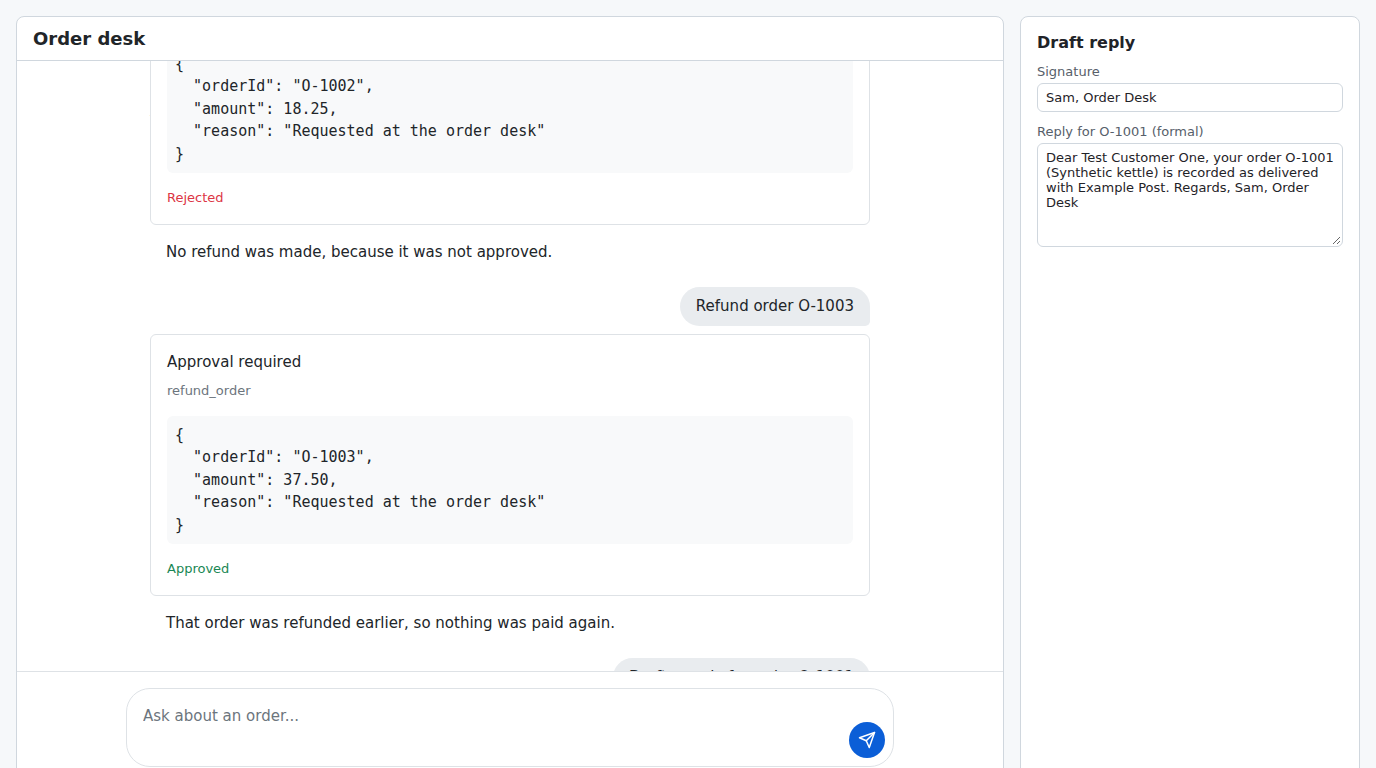 Order desk
{
"orderId": "O-1002",
"amount": 18.25,
"reason": "Requested at the order desk"
}
Rejected
No refund was made, because it was not approved.
Refund order O-1003
Approval required
refund_order
{
"orderId": "O-1003",
"amount": 37.50,
"reason": "Requested at the order desk"
}
Approved
That order was refunded earlier, so nothing was paid again.
Ask about an order...
Draft reply
Signature
Sam, Order Desk
Reply for O-1001 (formal)
Dear Test Customer One, your order O-1001
(Synthetic kettle) is recorded as delivered
with Example Post. Regards, Sam, Order
Desk